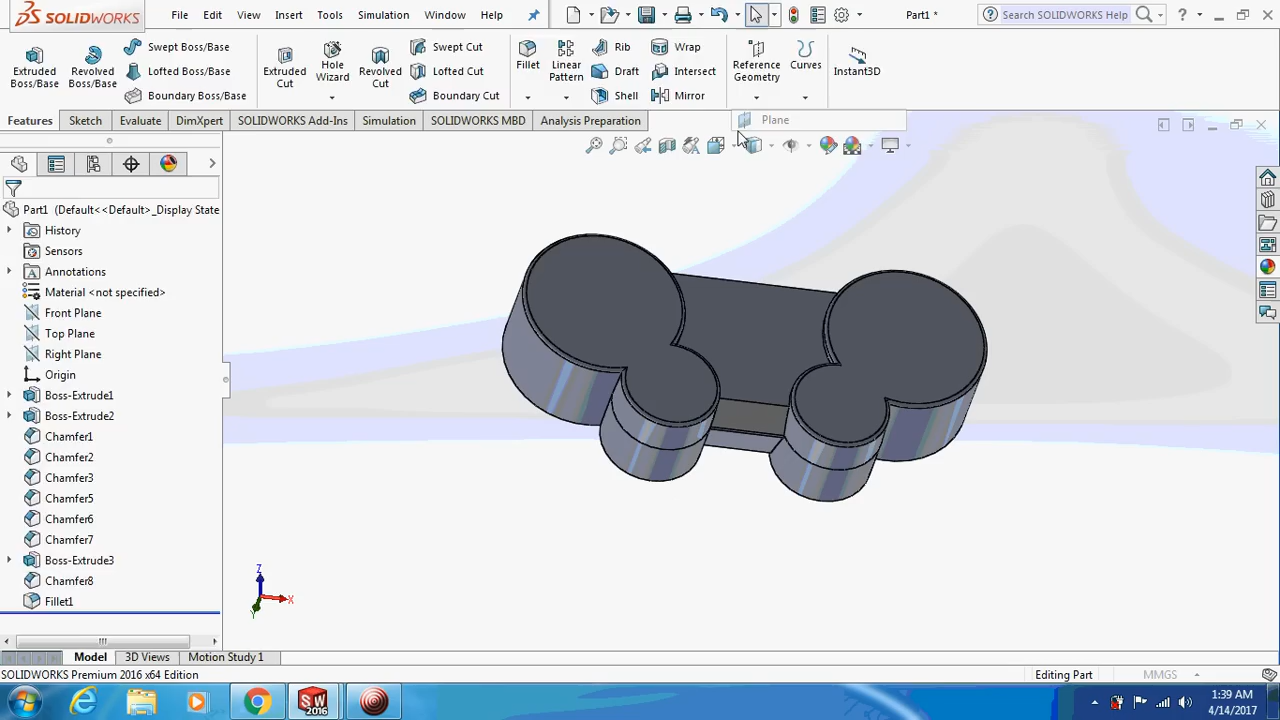 SOLIDWORKS File Edit View Insert Tools Simulation Window Help Part1 * Search SOLIDWORKS Help ?
Extruded Boss/Base
Revolved Boss/Base
Swept Boss/Base
Lofted Boss/Base
Boundary Boss/Base
Extruded Cut
Hole Wizard
Revolved Cut
Swept Cut
Lofted Cut
Boundary Cut
Fillet
Linear Pattern
Rib
Draft
Shell
Wrap
Intersect
Mirror
Reference Geometry
Curves
Instant3D
Features Sketch Evaluate DimXpert SOLIDWORKS Add-Ins Simulation SOLIDWORKS MBD Analysis Preparation
Plane
Part1 (Default<<Default>_Display State
History
Sensors
Annotations
Material <not specified>
Front Plane
Top Plane
Right Plane
Origin
Boss-Extrude1
Boss-Extrude2
Chamfer1
Chamfer2
Chamfer3
Chamfer5
Chamfer6
Chamfer7
Boss-Extrude3
Chamfer8
Fillet1
Z
X
Y
Model 3D Views Motion Study 1
SOLIDWORKS Premium 2016 x64 Edition Editing Part MMGS
SW 2016
1:39 AM
4/14/2017